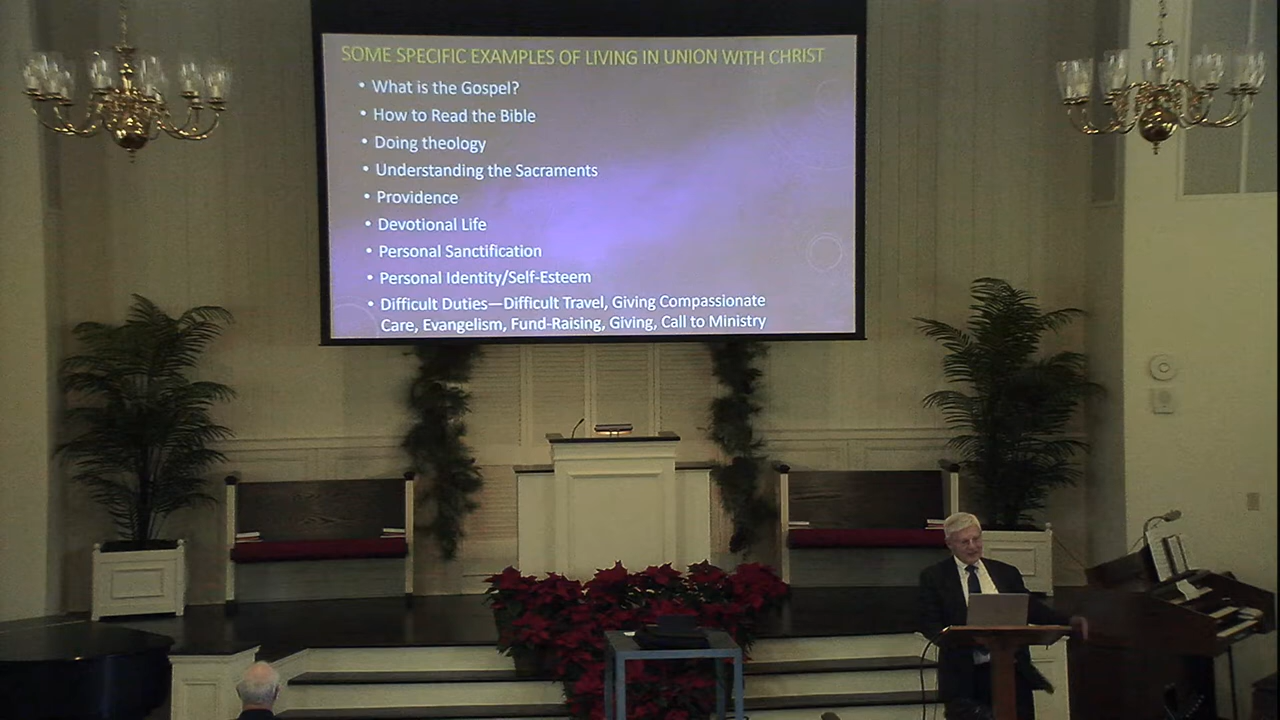 SOME SPECIFIC EXAMPLES OF LIVING IN UNION WITH CHRIST
• What is the Gospel?
• How to Read the Bible
• Doing theology
• Understanding the Sacraments
• Providence
• Devotional Life
• Personal Sanctification
• Personal Identity/Self-Esteem
• Difficult Duties—Difficult Travel, Giving Compassionate
Care, Evangelism, Fund-Raising, Giving, Call to Ministry